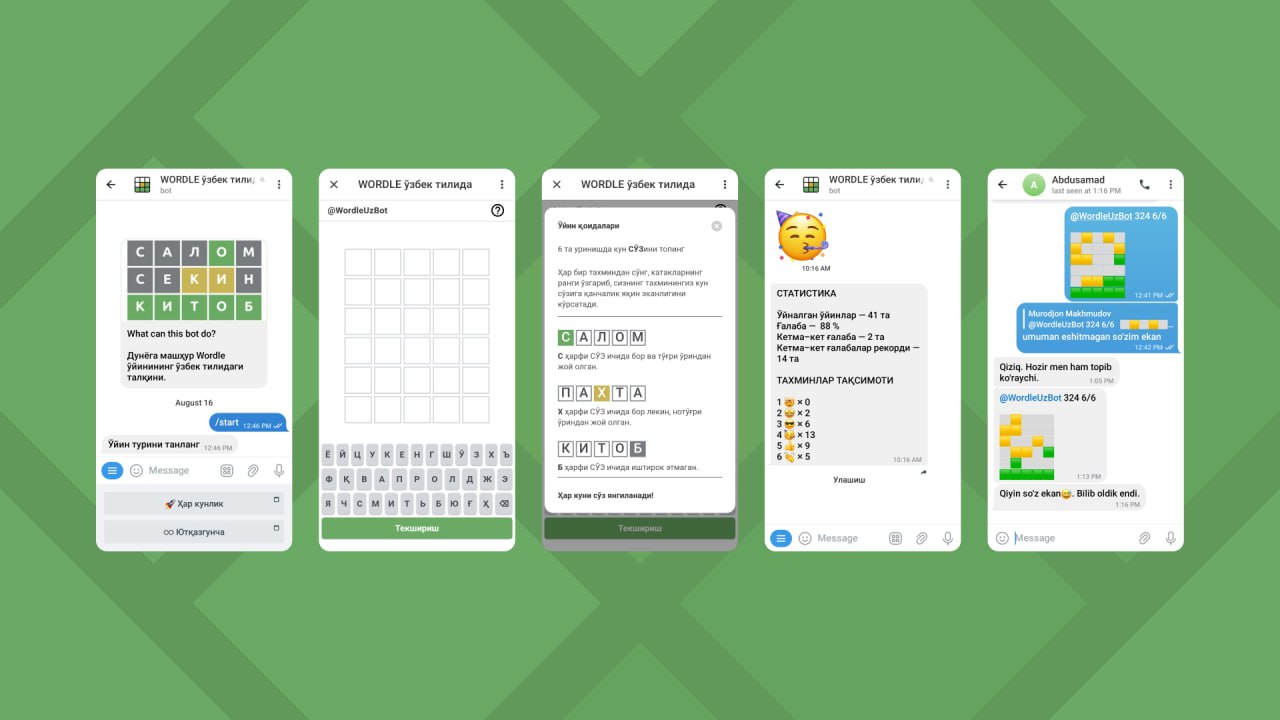 WORDLE ўзбек тили
bot
САЛОМ
СЕКИН
КИТОБ
What can this bot do?
Дунёга машҳур Wordle
ўйинининг ўзбек тилидаги
талқини.
August 16
/start 12:46 PM
Ўйин турини танланг 12:46 PM
Message
🚀 Ҳар кунлик
∞ Ютқазгунча
WORDLE ўзбек тилида
@WordleUzBot
Ё Й Ц У К Е Н Г Ш Ў З Х Ъ
Ф Қ В А П Р О Л Д Ж Э
Я Ч С М И Т Ь Б Ю Ғ Ҳ
Текшириш
WORDLE ўзбек тилида
Ўйин қоидалари
6 та уринишда кун СЎЗини топинг
Ҳар бир тахминдан сўнг, катакларнинг
ранги ўзгариб, сизнинг тахминингиз кун
сўзига қанчалик яқин эканлигини
кўрсатади.
САЛОМ
С ҳарфи СЎЗ ичида бор ва тўғри ўриндан
жой олган.
ПАХТА
Х ҳарфи СЎЗ ичида бор лекин, нотўғри
ўриндан жой олган.
КИТОБ
Б ҳарфи СЎЗ ичида иштирок этмаган.
Ҳар куни сўз янгиланади!
Текшириш
WORDLE ўзбек тили
bot
10:16 AM
СТАТИСТИКА
Ўйналган ўйинлар — 41 та
Ғалаба — 88 %
Кетма-кет ғалаба — 2 та
Кетма-кет ғалабалар рекорди —
14 та
ТАХМИНЛАР ТАҚСИМОТИ
1 🤯 × 0
2 🤩 × 2
3 😎 × 6
4 🥳 × 13
5 👍 × 9
6 👏 × 5
10:16 AM
Улашиш
Message
A
Abdusamad
last seen at 1:16 PM
@WordleUzBot 324 6/6
12:41 PM
Murodjon Makhmudov
@WordleUzBot 324 6/6
umuman eshitmagan so'zim ekan
12:42 PM
Qiziq. Hozir men ham topib
ko'raychi. 1:05 PM
@WordleUzBot 324 6/6
1:13 PM
Qiyin so'z ekan😅. Bilib oldik endi.
1:16 PM
Message